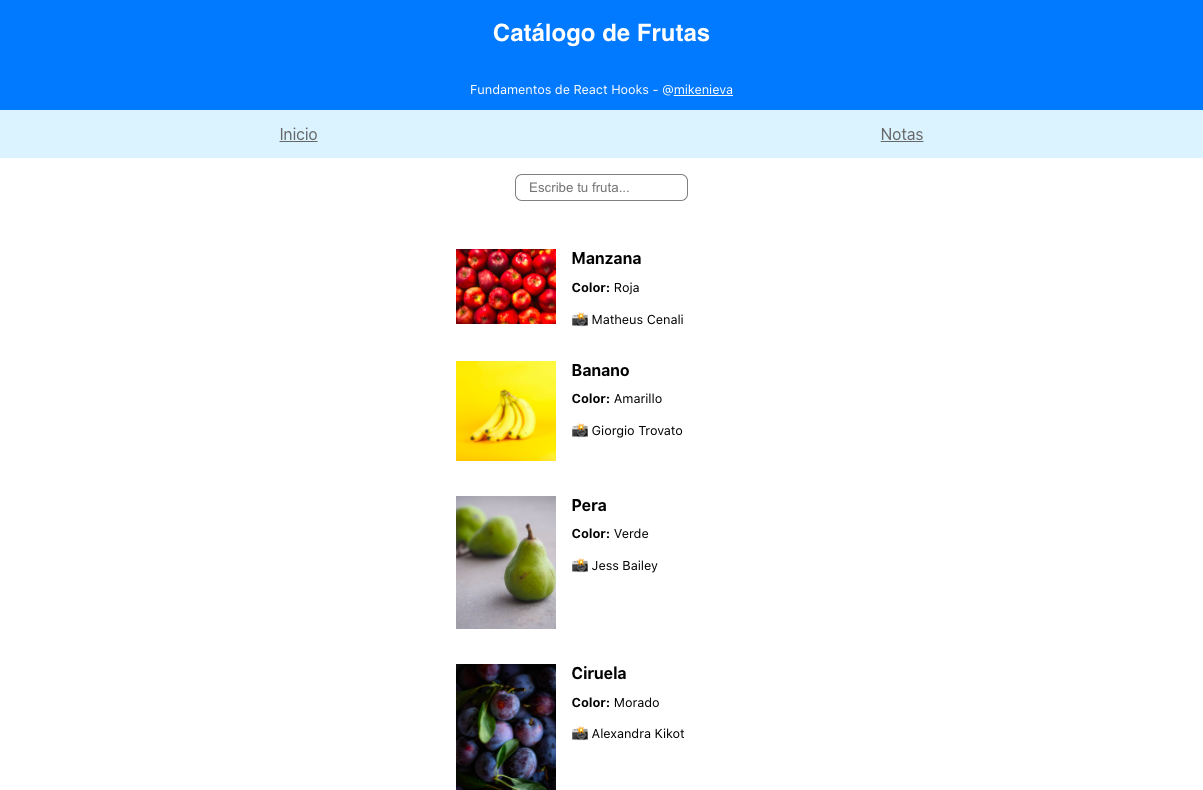 Catálogo de Frutas
Fundamentos de React Hooks - @mikenieva
Inicio Notas
Escribe tu fruta...
Manzana
Color: Roja
📸 Matheus Cenali
Banano
Color: Amarillo
📸 Giorgio Trovato
Pera
Color: Verde
📸 Jess Bailey
Ciruela
Color: Morado
📸 Alexandra Kikot